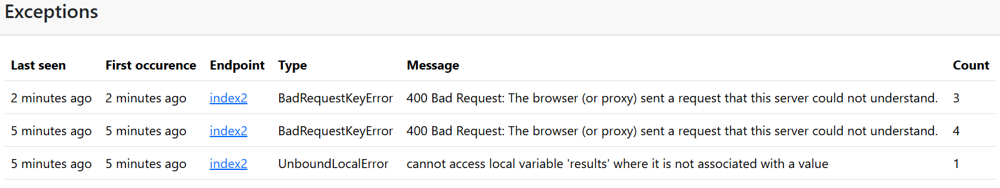 Exceptions
Last seen First occurence Endpoint Type Message Count
2 minutes ago 2 minutes ago index2 BadRequestKeyError 400 Bad Request: The browser (or proxy) sent a request that this server could not understand. 3
5 minutes ago 5 minutes ago index2 BadRequestKeyError 400 Bad Request: The browser (or proxy) sent a request that this server could not understand. 4
5 minutes ago 5 minutes ago index2 UnboundLocalError cannot access local variable 'results' where it is not associated with a value 1